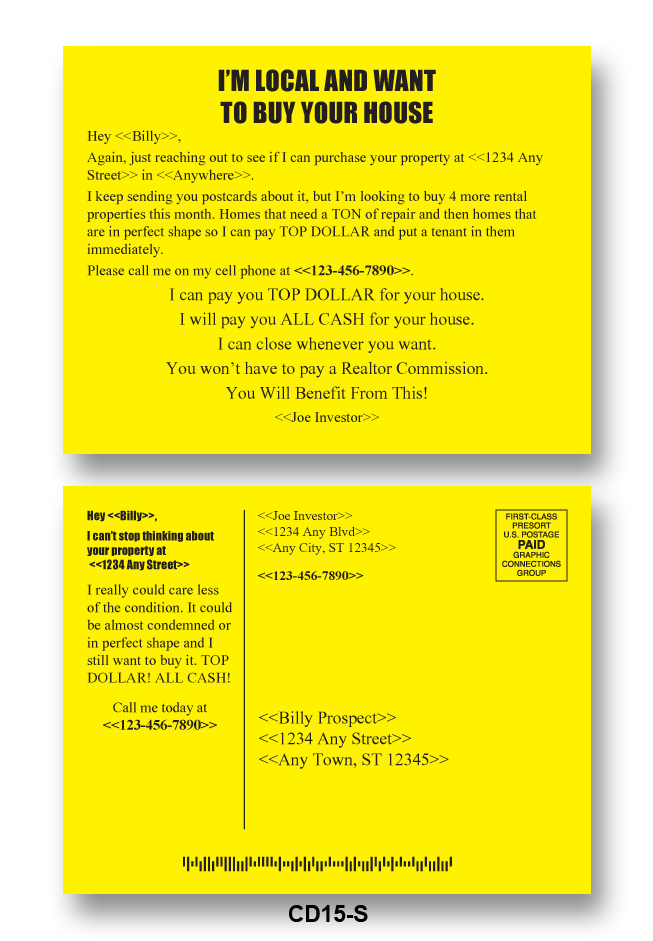 I'M LOCAL AND WANT
TO BUY YOUR HOUSE
Hey <<Billy>>,
Again, just reaching out to see if I can purchase your property at <<1234 Any
Street>> in <<Anywhere>>.
I keep sending you postcards about it, but I'm looking to buy 4 more rental
properties this month. Homes that need a TON of repair and then homes that
are in perfect shape so I can pay TOP DOLLAR and put a tenant in them
immediately.
Please call me on my cell phone at <<123-456-7890>>.
I can pay you TOP DOLLAR for your house.
I will pay you ALL CASH for your house.
I can close whenever you want.
You won't have to pay a Realtor Commission.
You Will Benefit From This!
<<Joe Investor>>
Hey <<Billy>>,
I can't stop thinking about
your property at
<<1234 Any Street>>
I really could care less
of the condition. It could
be almost condemned or
in perfect shape and I
still want to buy it. TOP
DOLLAR! ALL CASH!
Call me today at
<<123-456-7890>>
<<Joe Investor>>
<<1234 Any Blvd>>
<<Any City, ST 12345>>
<<123-456-7890>>
FIRST-CLASS
PRESORT
U.S. POSTAGE
PAID
GRAPHIC
CONNECTIONS
GROUP
<<Billy Prospect>>
<<1234 Any Street>>
<<Any Town, ST 12345>>
CD15-S